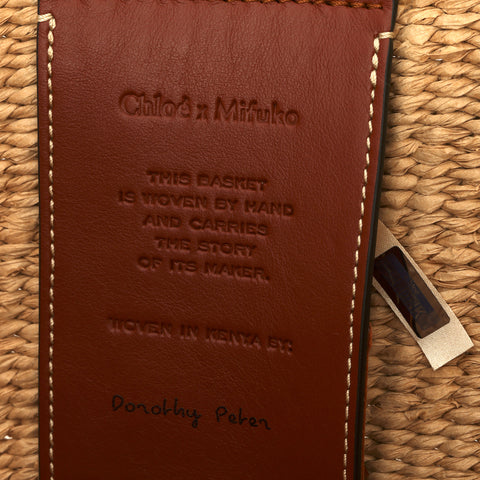 Chloé x Mifuko
THIS BASKET
IS WOVEN BY HAND
AND CARRIES
THE STORY
OF ITS MAKER.
WOVEN IN KENYA BY:
Dorothy Peter